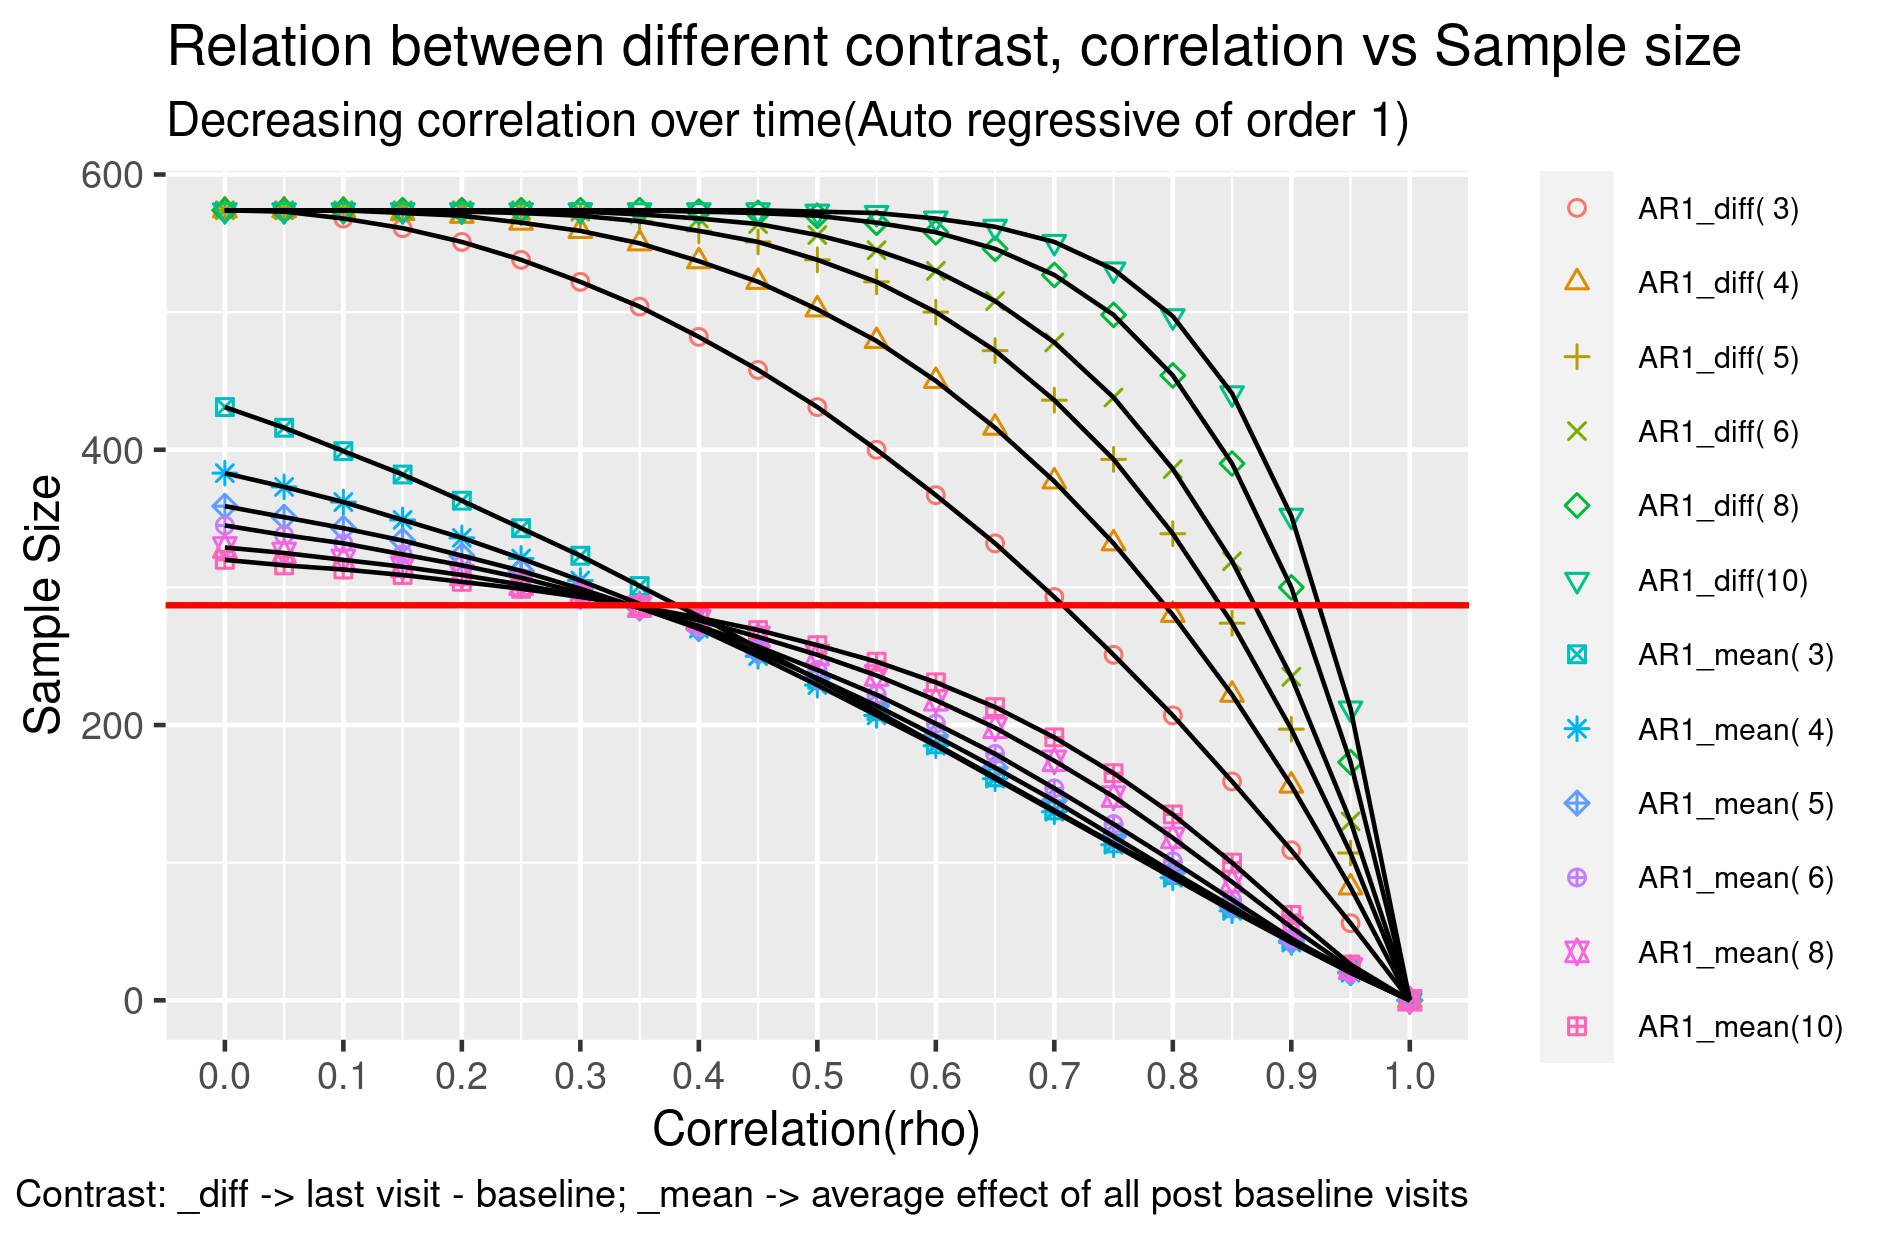 Relation between different contrast, correlation vs Sample size
Decreasing correlation over time(Auto regressive of order 1)
600
400
200
0
Sample Size
0.0 0.1 0.2 0.3 0.4 0.5 0.6 0.7 0.8 0.9 1.0
Correlation(rho)
AR1_diff( 3)
AR1_diff( 4)
AR1_diff( 5)
AR1_diff( 6)
AR1_diff( 8)
AR1_diff(10)
AR1_mean( 3)
AR1_mean( 4)
AR1_mean( 5)
AR1_mean( 6)
AR1_mean( 8)
AR1_mean(10)
Contrast: _diff -> last visit - baseline; _mean -> average effect of all post baseline visits